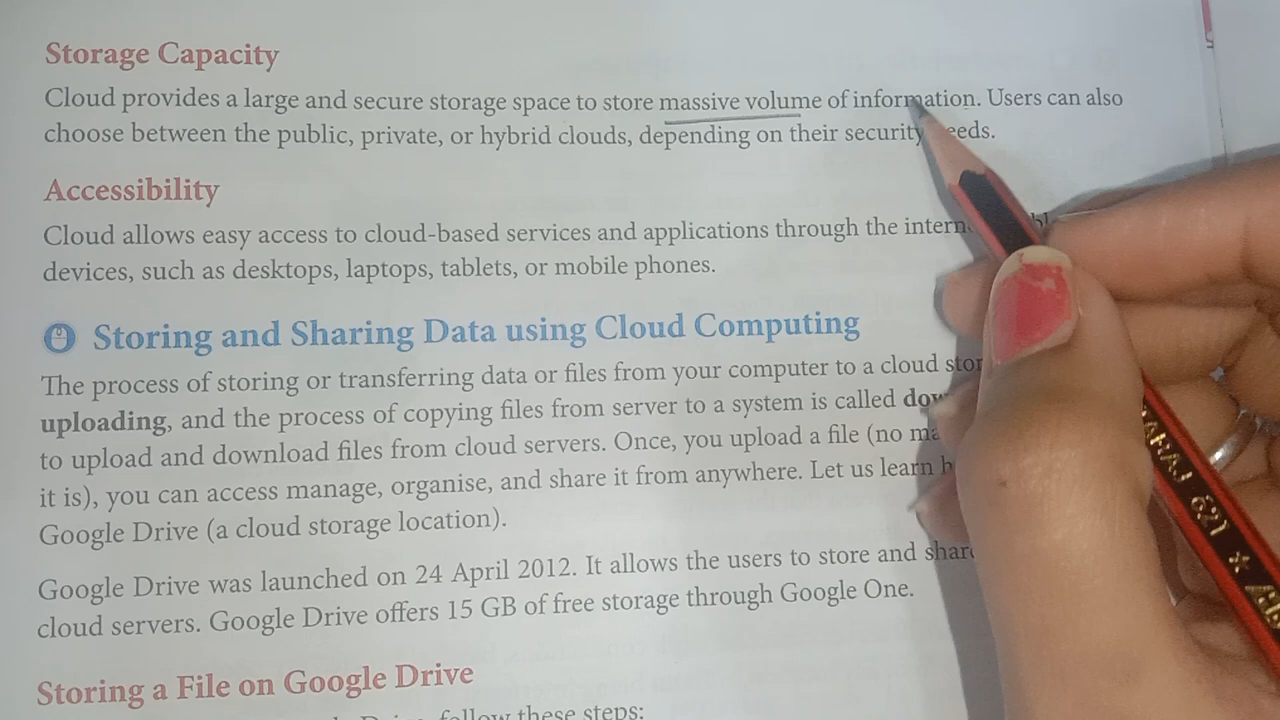 Storage Capacity
Cloud provides a large and secure storage space to store massive volume of information. Users can also
choose between the public, private, or hybrid clouds, depending on their security
Accessibility
Cloud allows easy access to cloud-based services and applications through the
devices, such as desktops, laptops, tablets, or mobile phones.
Storing and Sharing Data using Cloud Computing
The process of storing or transferring data or files from your computer to a cloud
uploading, and the process of copying files from server to a system is called
to upload and download files from cloud servers. Once, you upload a file (no
it is), you can access manage, organise, and share it from anywhere. Let us learn
Google Drive (a cloud storage location).
Google Drive was launched on 24 April 2012. It allows the users to store and
cloud servers. Google Drive offers 15 GB of free storage through Google One.
Storing a File on Google Drive
follow these steps:
621